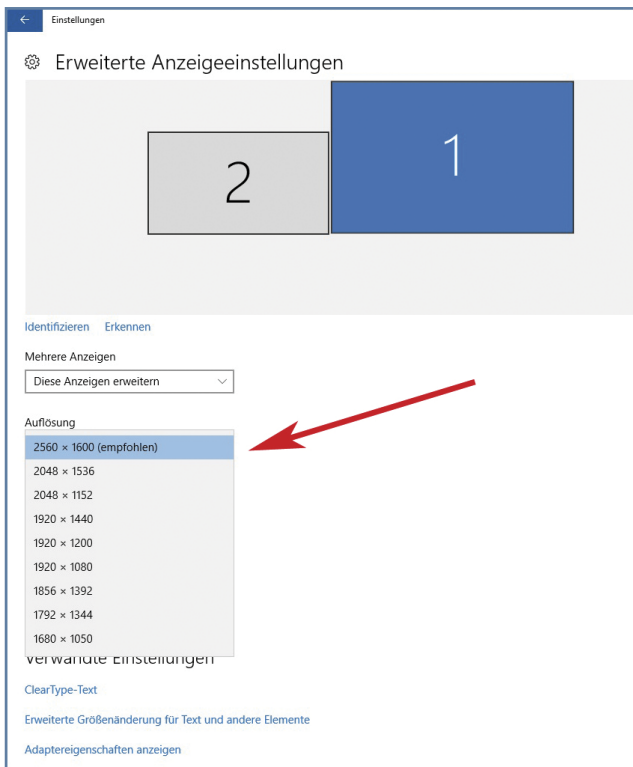 Einstellungen
Erweiterte Anzeigeeinstellungen
2
1
Identifizieren Erkennen
Mehrere Anzeigen
Diese Anzeigen erweitern
Auflösung
2560 × 1600 (empfohlen)
2048 × 1536
2048 × 1152
1920 × 1440
1920 × 1200
1920 × 1080
1856 × 1392
1792 × 1344
1680 × 1050
Verwandte Einstellungen
ClearType-Text
Erweiterte Größenänderung für Text und andere Elemente
Adaptereigenschaften anzeigen